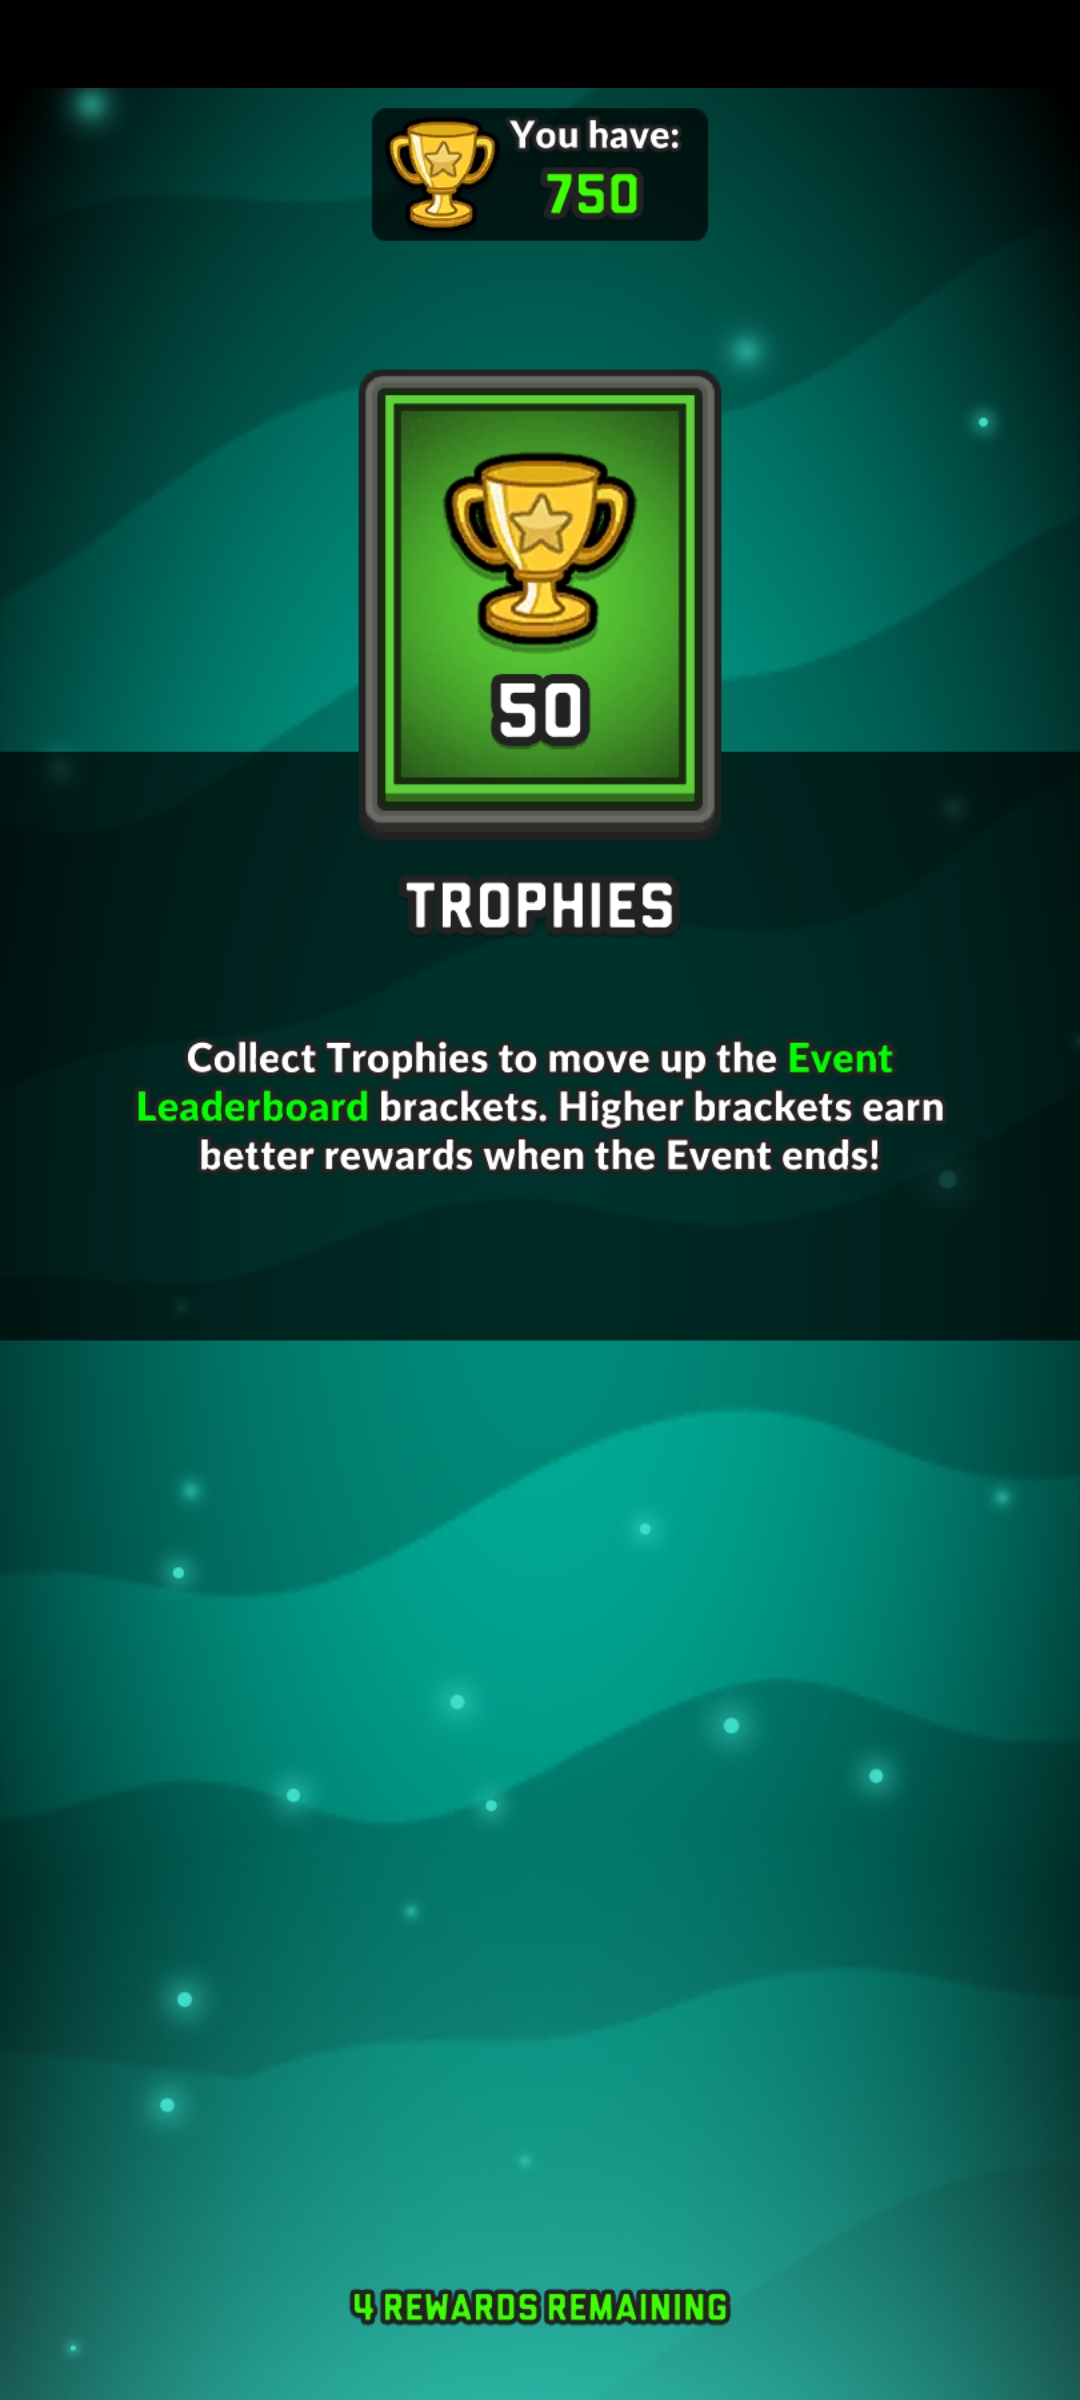 You have:
750
50
TROPHIES
Collect Trophies to move up the Event
Leaderboard brackets. Higher brackets earn
better rewards when the Event ends!
4 REWARDS REMAINING